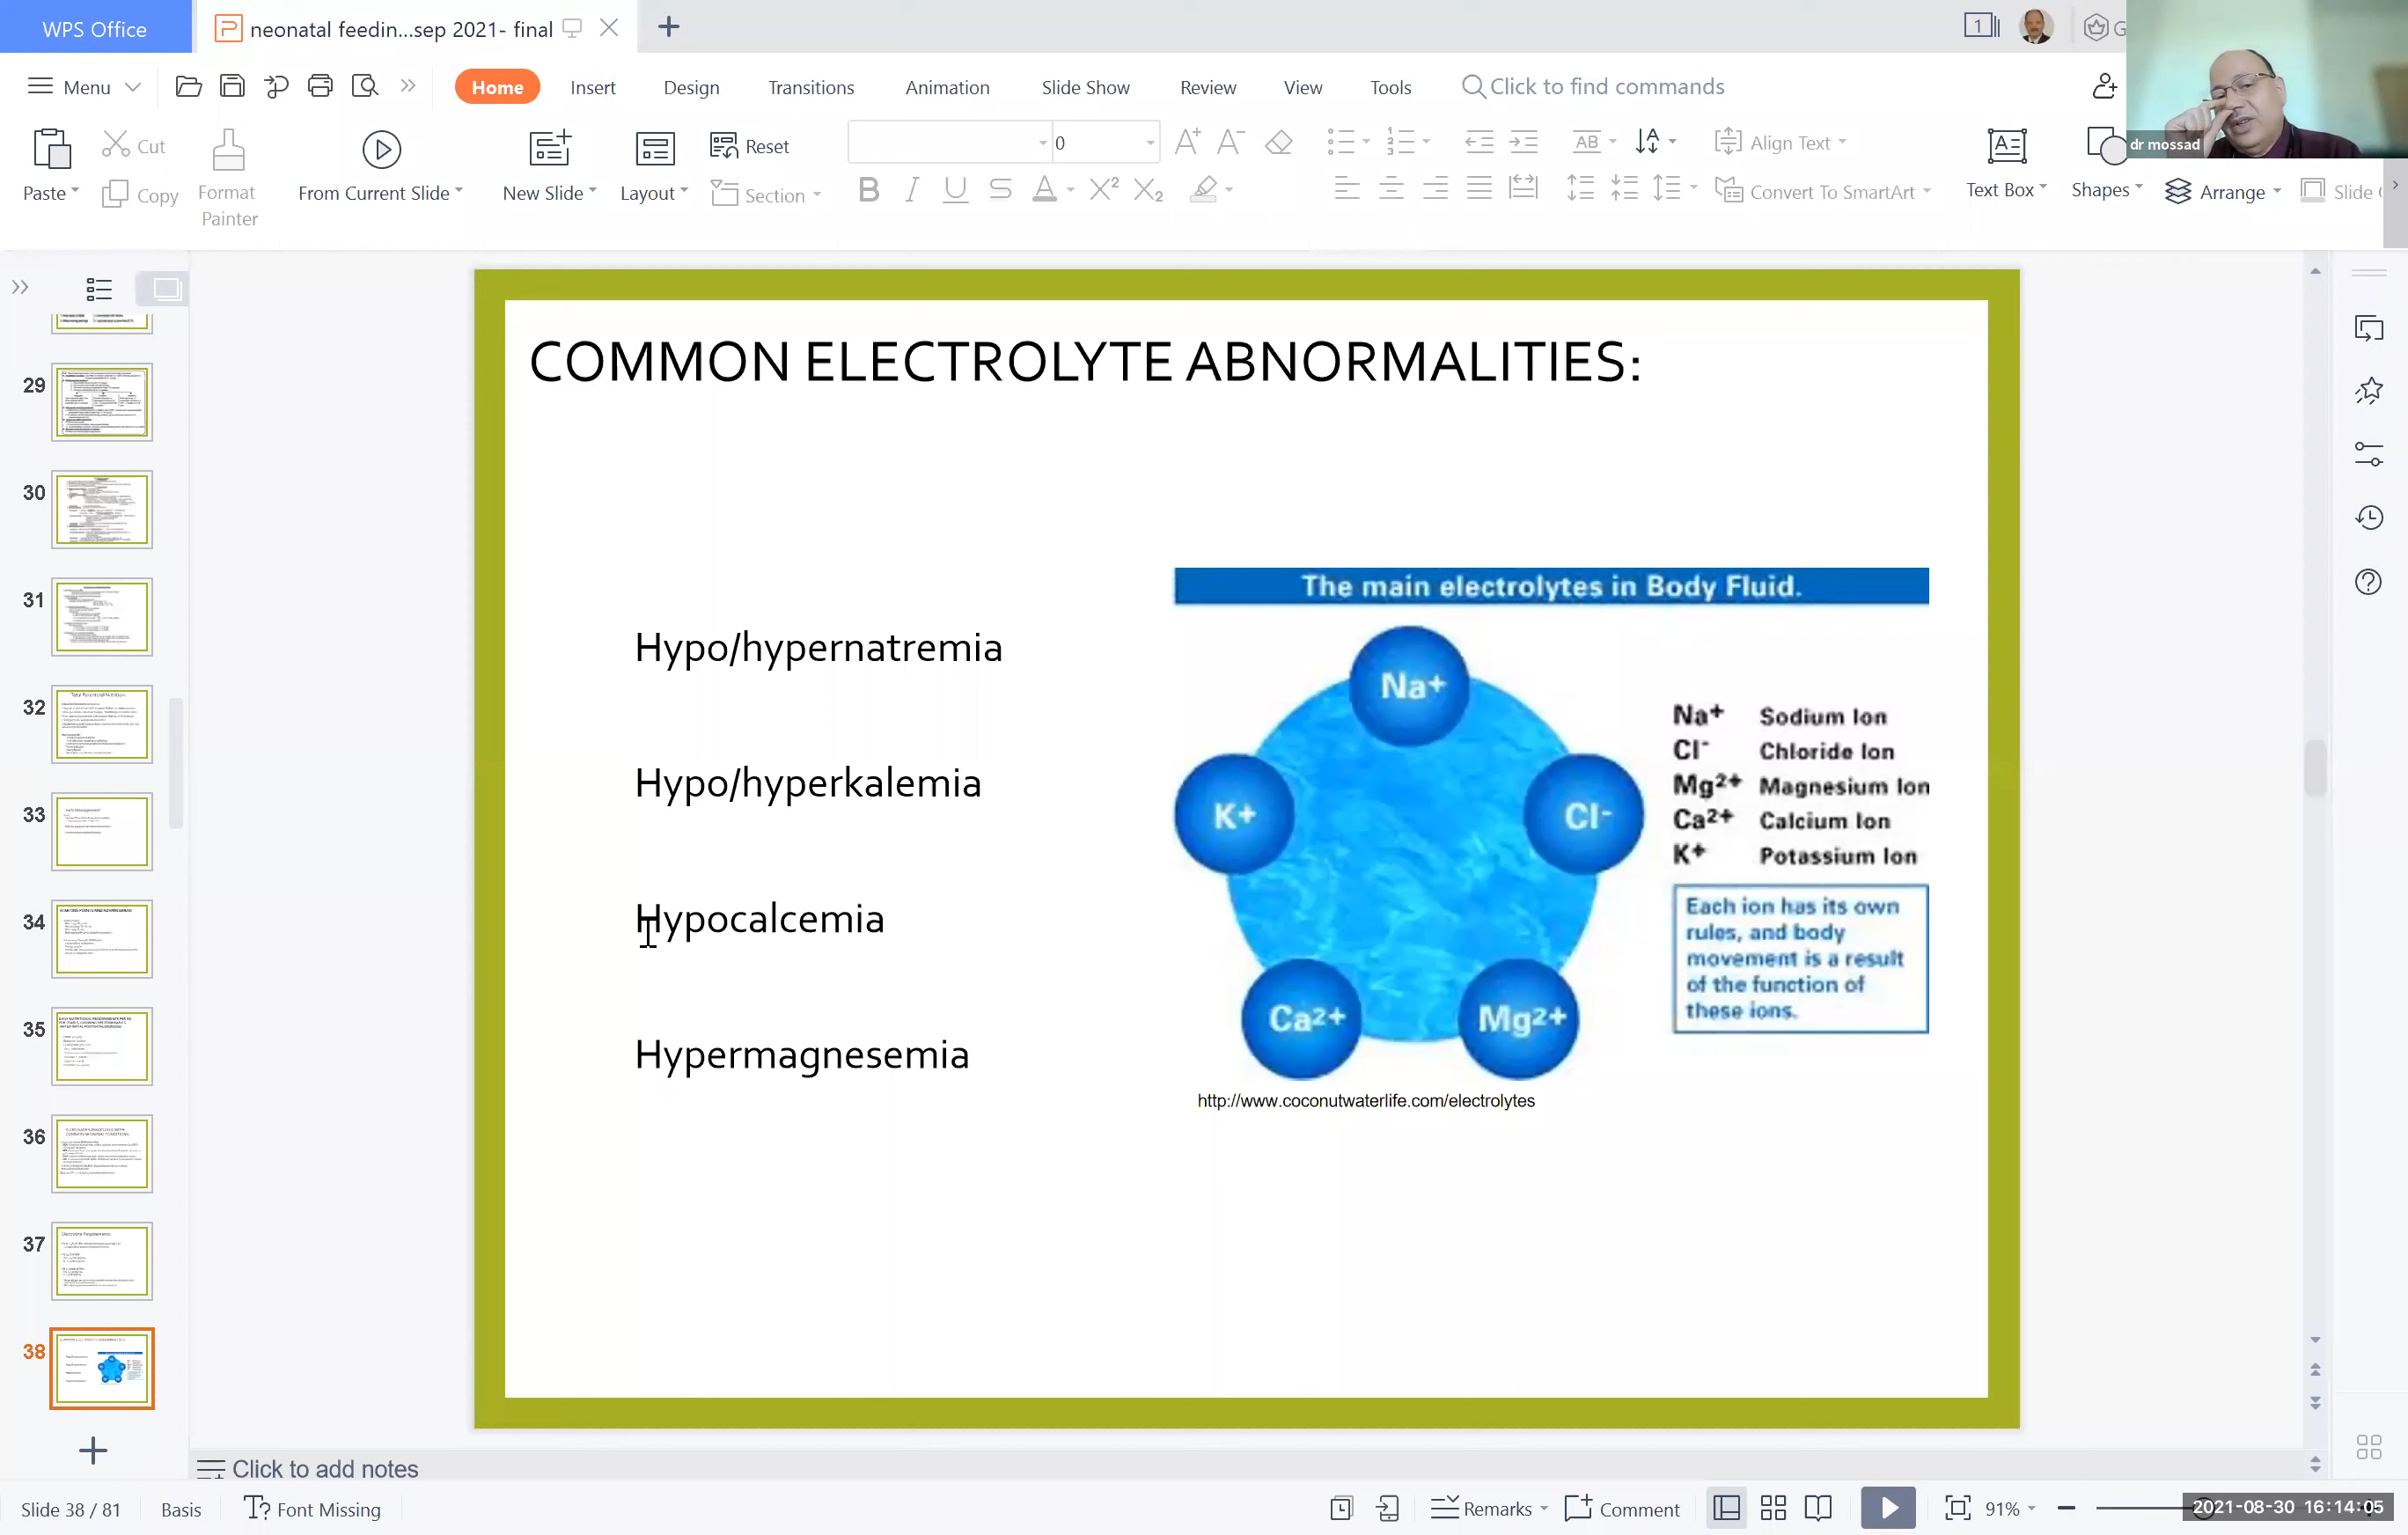 WPS Office
neonatal feedin...sep 2021- final
1
G
Menu
Home
Insert
Design
Transitions
Animation
Slide Show
Review
View
Tools
Click to find commands
Paste
Cut
Copy
Format
Painter
From Current Slide
New Slide
Layout
Reset
Section
0
Align Text
Convert To SmartArt
Text Box
Shapes
Arrange
Slide
dr mossad
COMMON ELECTROLYTE ABNORMALITIES:
Hypo/hypernatremia
Hypo/hyperkalemia
Hypocalcemia
Hypermagnesemia
The main electrolytes in Body Fluid.
Na+
K+
Cl-
Ca2+
Mg2+
Na+ Sodium Ion
Cl- Chloride Ion
Mg2+ Magnesium Ion
Ca2+ Calcium Ion
K+ Potassium Ion
Each ion has its own
rules, and body
movement is a result
of the function of
these ions.
http://www.coconutwaterlife.com/electrolytes
29
30
31
32
Total Parenteral Nutrition
33
34
35
36
37
38
Click to add notes
Slide 38 / 81
Basis
Font Missing
Remarks
Comment
91%
2021-08-30 16:14:05